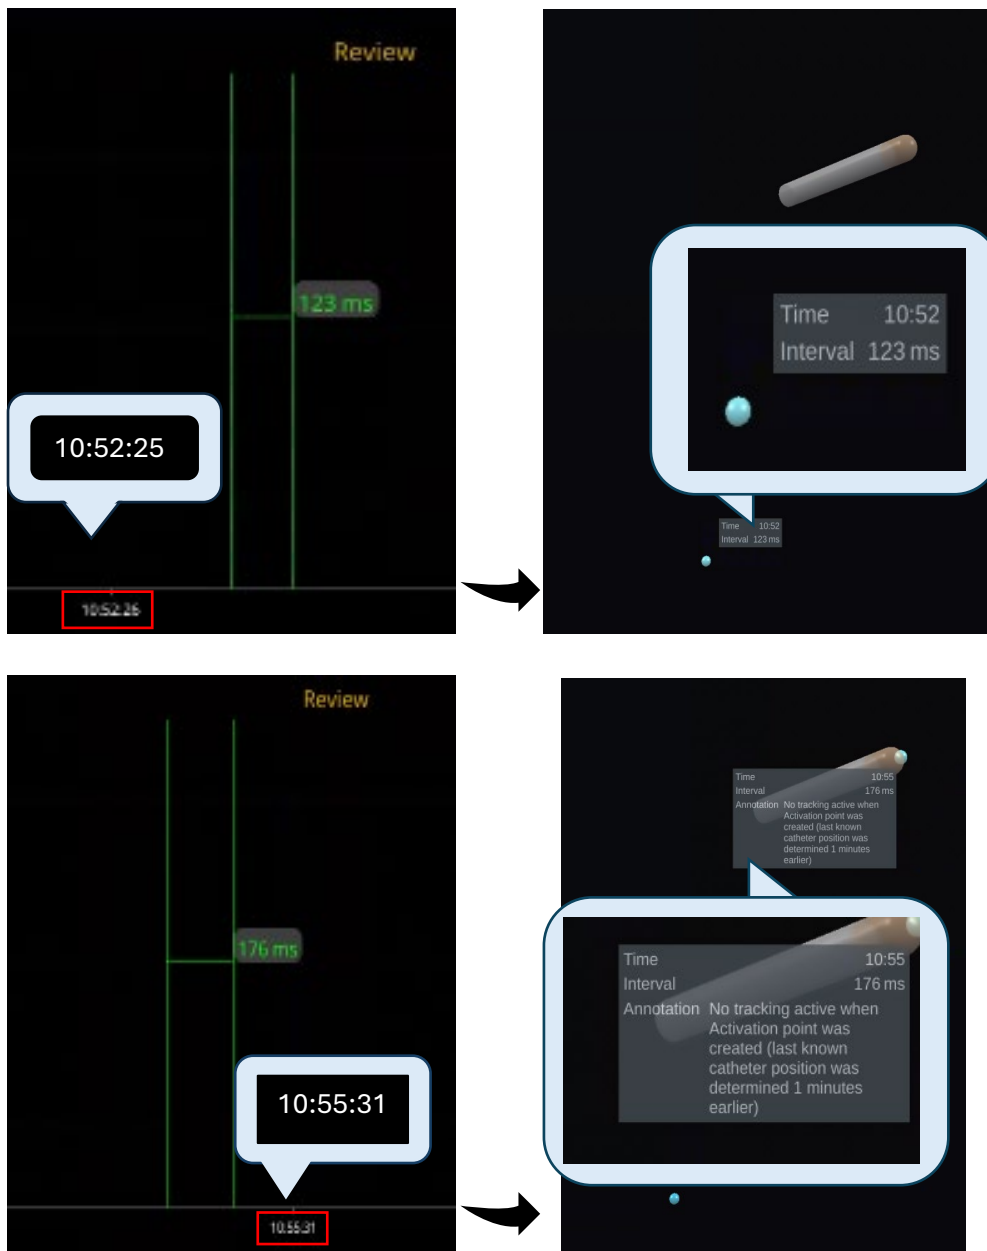 Review
123 ms
10:52:25
10:52:26
Time 10:52
Interval 123 ms
Time 10:52
Interval 123 ms
Review
176 ms
10:55:31
10:55:31
Time 10:55
Interval 176 ms
Annotation No tracking active when
Activation point was
created (last known
catheter position was
determined 1 minutes
earlier)
Time 10:55
Interval 176 ms
Annotation No tracking active when
Activation point was
created (last known
catheter position was
determined 1 minutes
earlier)